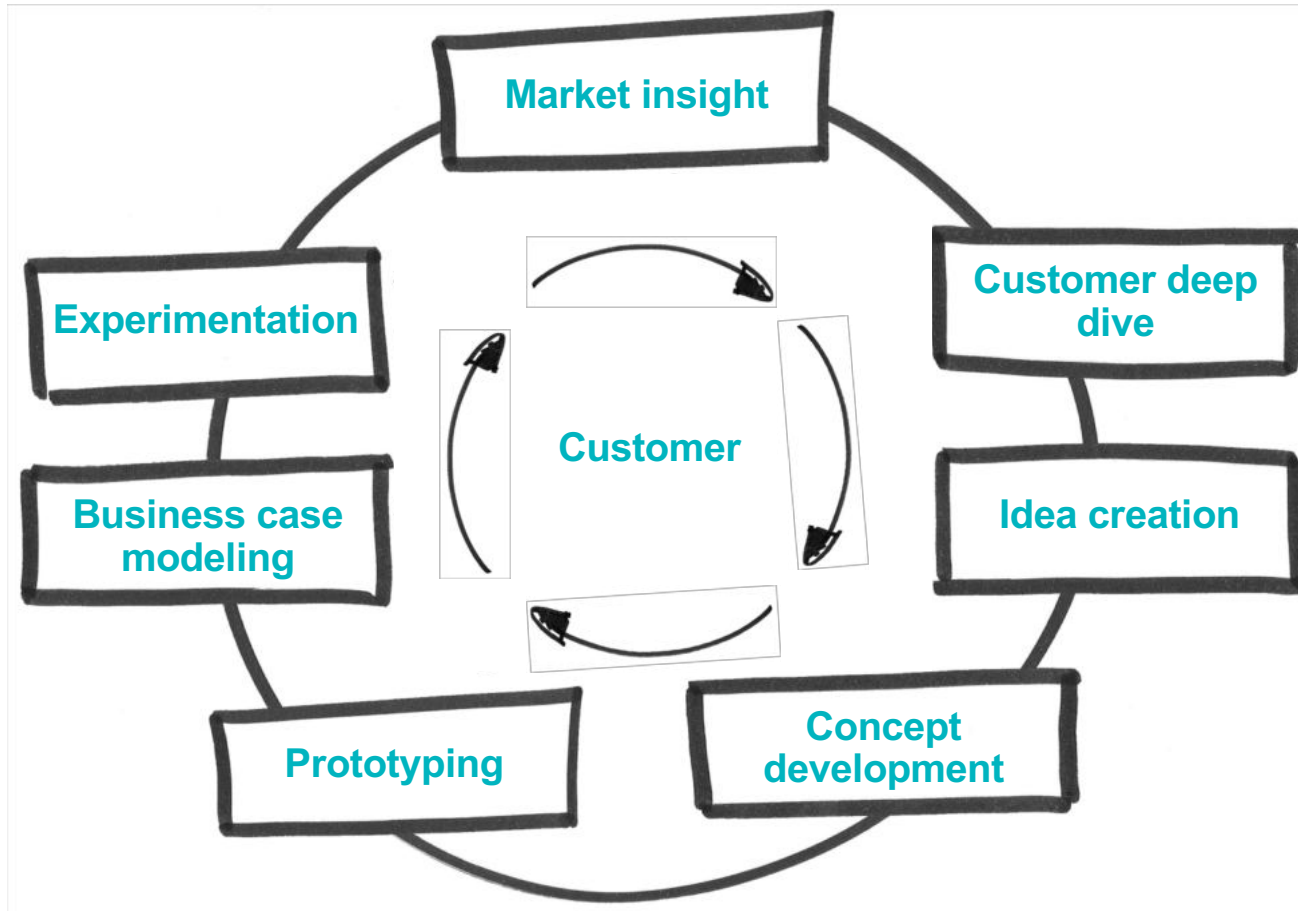 Market insight
Customer deep
dive
Idea creation
Concept
development
Prototyping
Business case
modeling
Experimentation
Customer